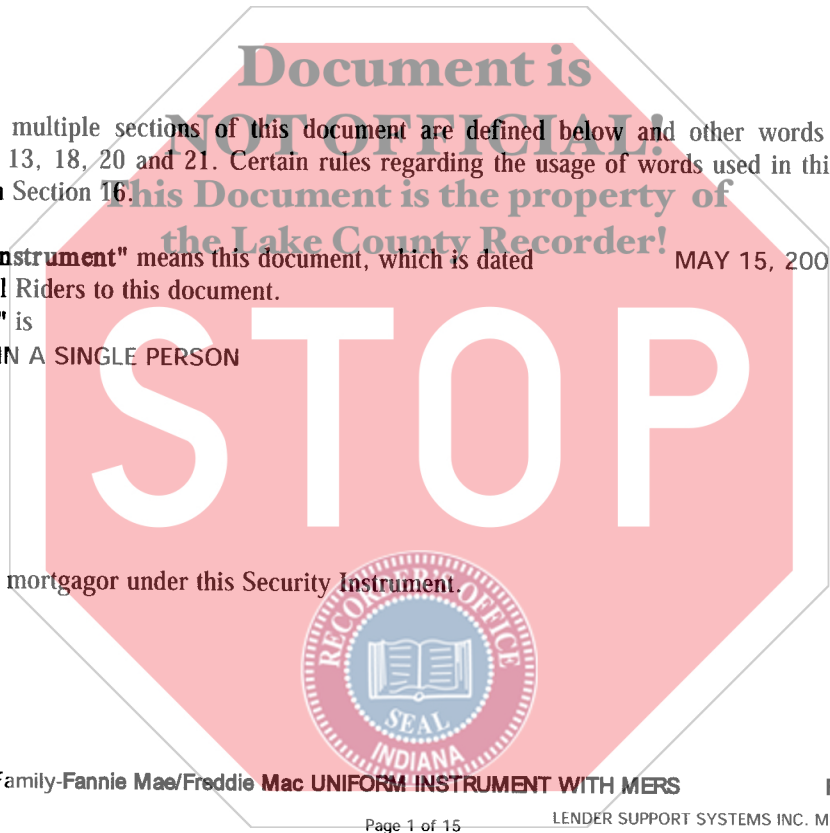 Document is
multiple sections of this document are defined below and other words
NOT OFFICIAL!
13, 18, 20 and 21. Certain rules regarding the usage of words used in thi
Section 16.
This Document is the property of
the Lake County Recorder!
nstrument" means this document, which is dated MAY 15, 200
l Riders to this document.
" is
IN A SINGLE PERSON
STOP
mortgagor under this Security Instrument.
RECORDER'S OFFICE
SEAL
INDIANA
Family-Fannie Mae/Freddie Mac UNIFORM INSTRUMENT WITH MERS
Page 1 of 15
LENDER SUPPORT SYSTEMS INC. M